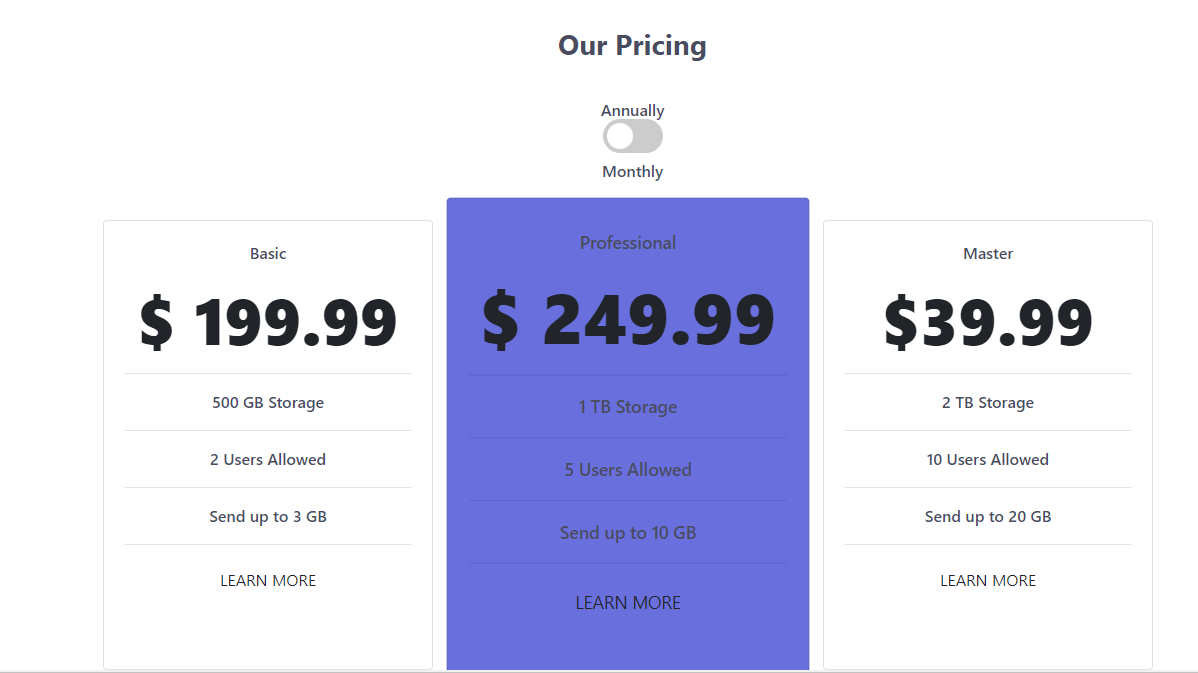 Our Pricing
Annually
Monthly
Basic
$ 199.99
500 GB Storage
2 Users Allowed
Send up to 3 GB
LEARN MORE
Professional
$ 249.99
1 TB Storage
5 Users Allowed
Send up to 10 GB
LEARN MORE
Master
$39.99
2 TB Storage
10 Users Allowed
Send up to 20 GB
LEARN MORE